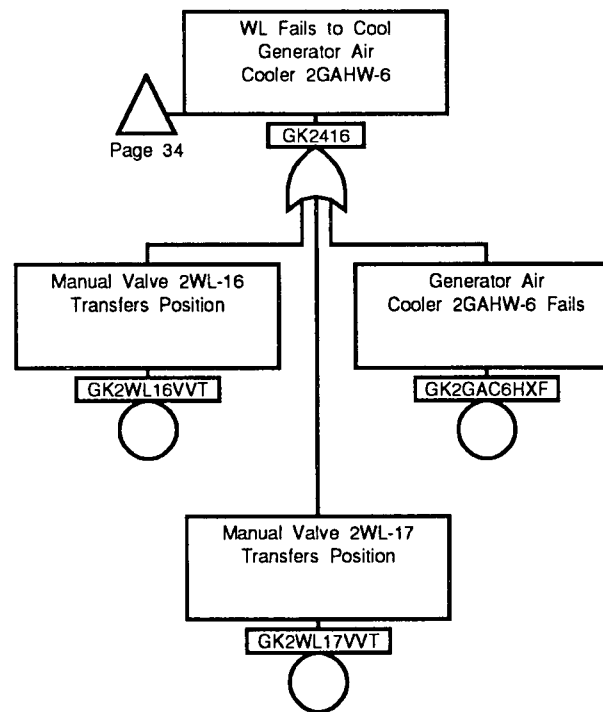 WL Fails to Cool
Generator Air
Cooler 2GAHW-6
Page 34
GK2416
Manual Valve 2WL-16
Transfers Position
GK2WL16VVT
Generator Air
Cooler 2GAHW-6 Fails
GK2GAC6HXF
Manual Valve 2WL-17
Transfers Position
GK2WL17VVT